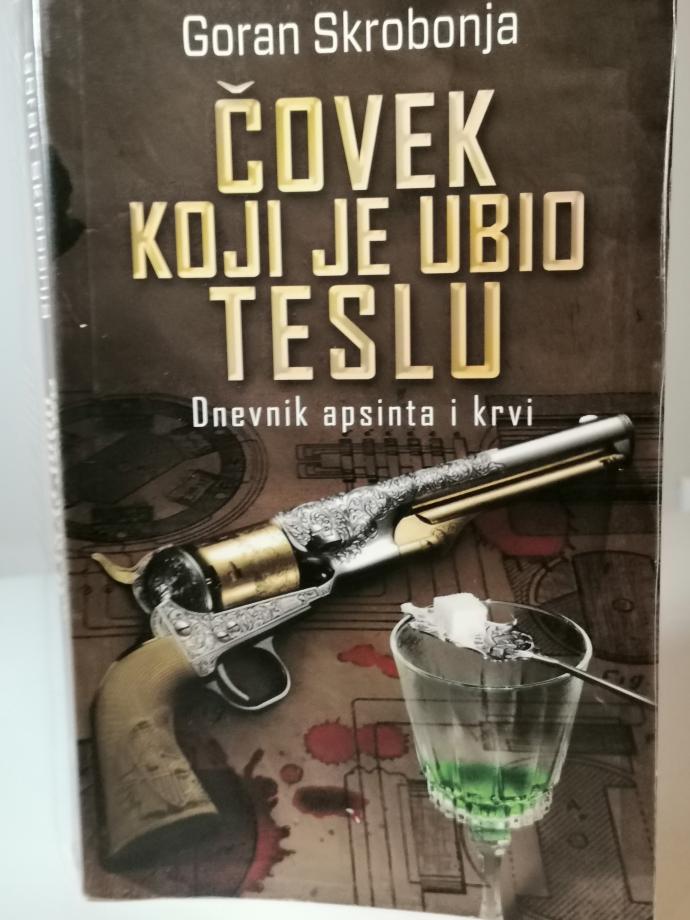 Goran Skrobonja
ČOVEK
KOJI JE UBIO
TESLU
Dnevnik apsinta i krvi